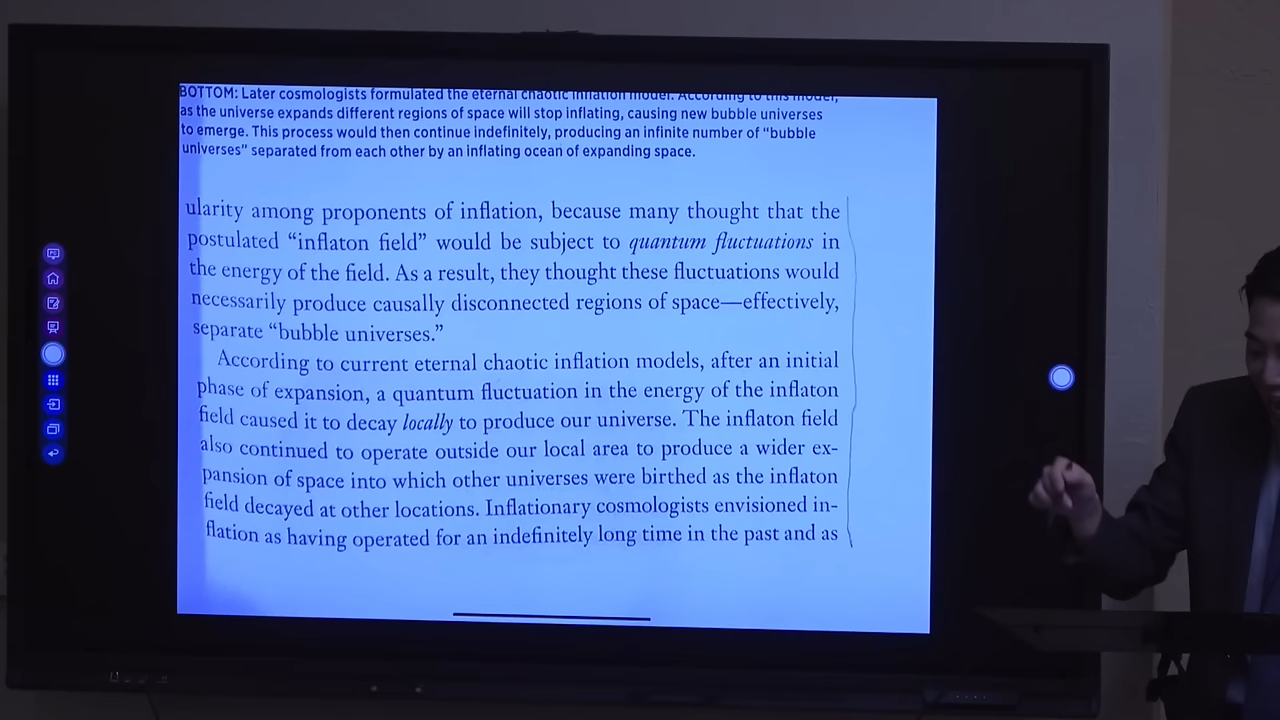 BOTTOM: Later cosmologists formulated the eternal chaotic inflation model. According to this model,
as the universe expands different regions of space will stop inflating, causing new bubble universes
to emerge. This process would then continue indefinitely, producing an infinite number of “bubble
universes” separated from each other by an inflating ocean of expanding space.
ularity among proponents of inflation, because many thought that the
postulated “inflaton field” would be subject to quantum fluctuations in
the energy of the field. As a result, they thought these fluctuations would
necessarily produce causally disconnected regions of space—effectively,
separate “bubble universes.”
According to current eternal chaotic inflation models, after an initial
phase of expansion, a quantum fluctuation in the energy of the inflaton
field caused it to decay locally to produce our universe. The inflaton field
also continued to operate outside our local area to produce a wider ex-
pansion of space into which other universes were birthed as the inflaton
field decayed at other locations. Inflationary cosmologists envisioned in-
flation as having operated for an indefinitely long time in the past and as